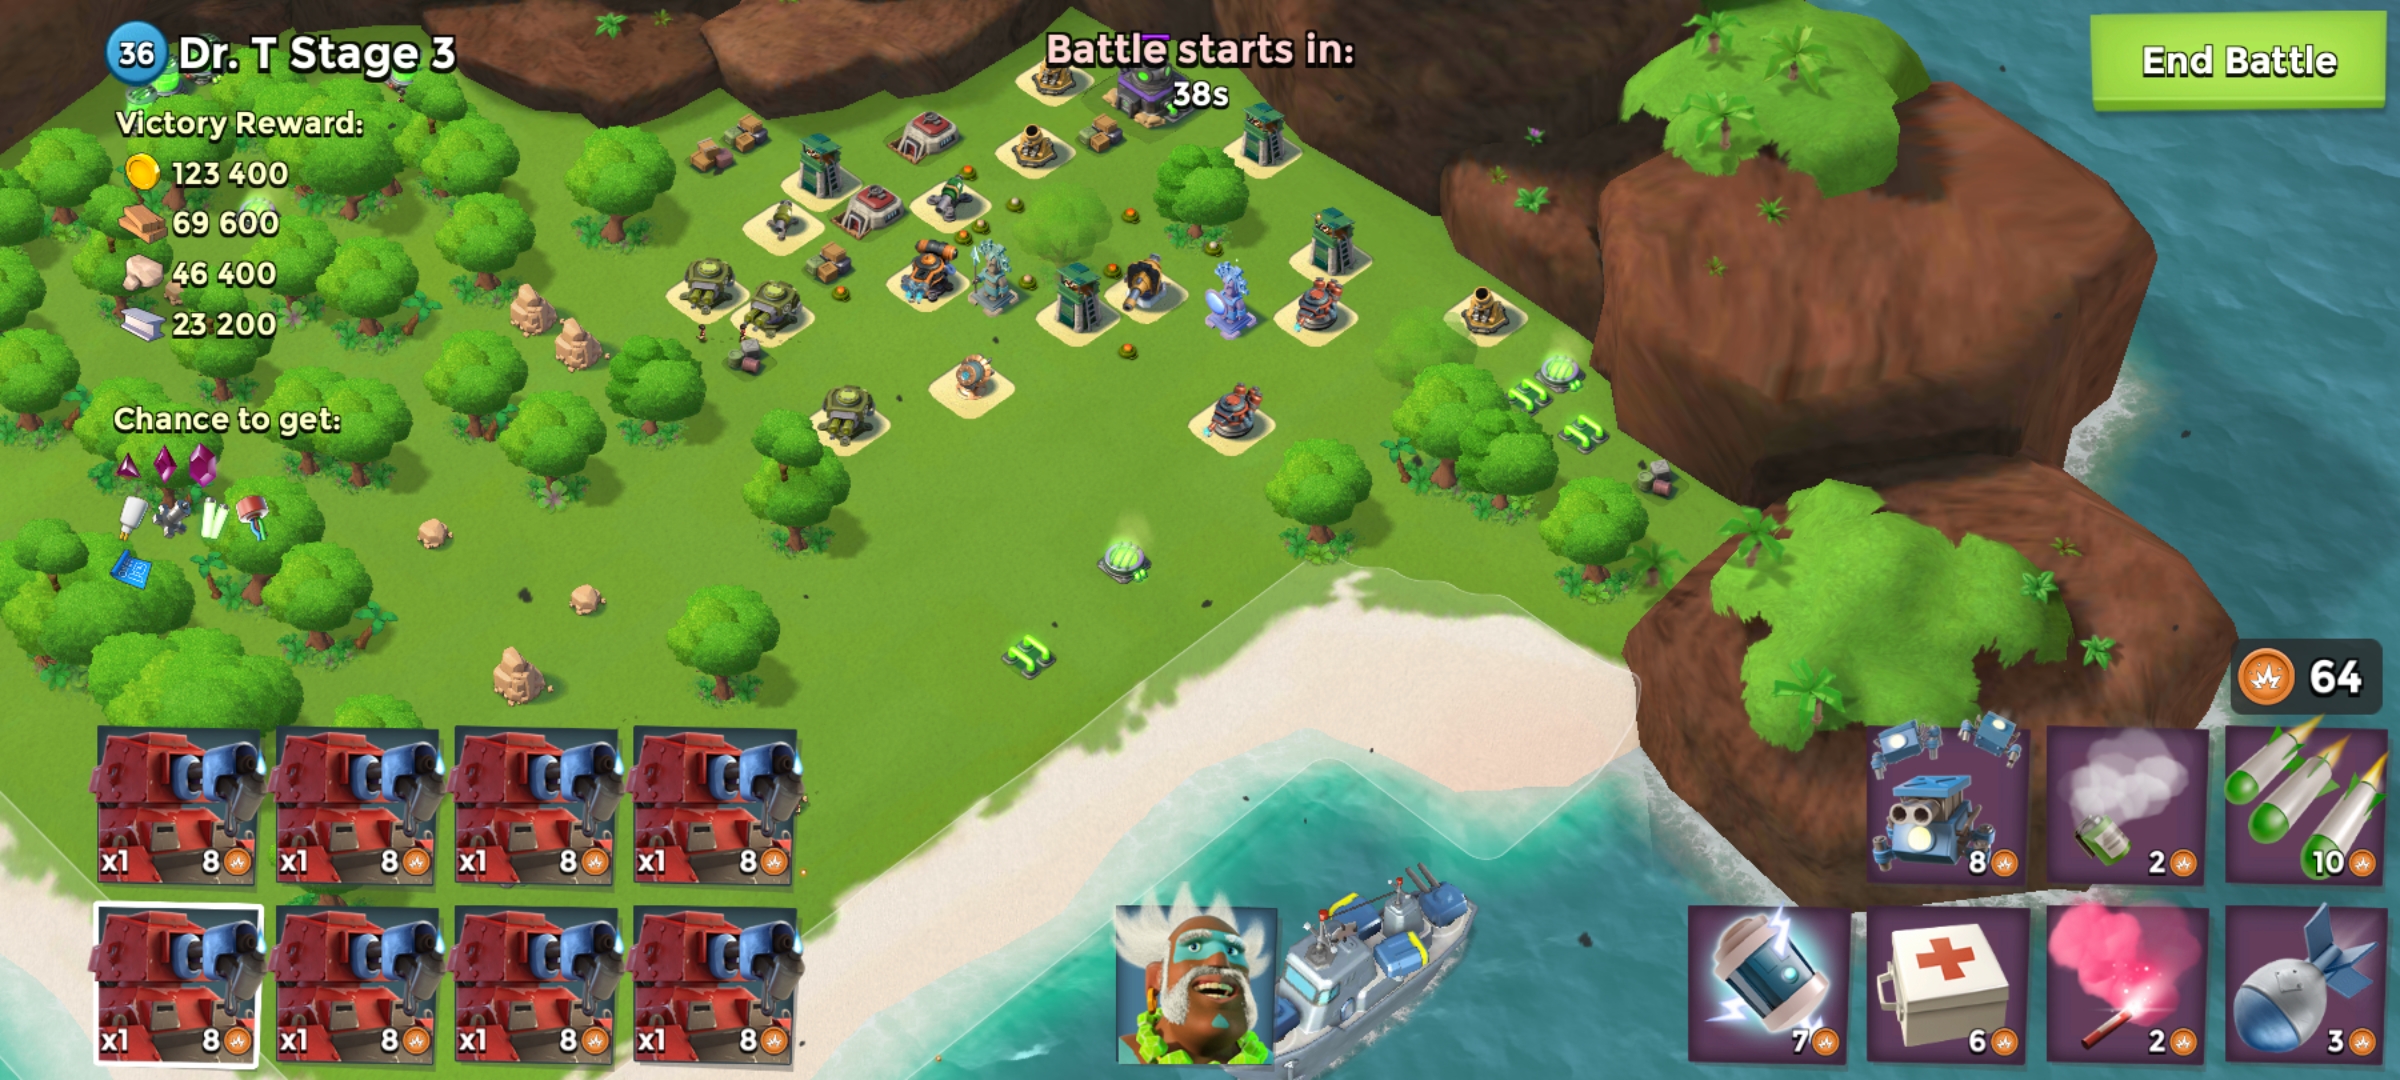 36 Dr. T Stage 3
Battle starts in:
38s
End Battle
Victory Reward:
123 400
69 600
46 400
23 200
Chance to get:
64
x1 8
x1 8
x1 8
x1 8
8
2
10
x1 8
x1 8
x1 8
x1 8
7
6
2
3